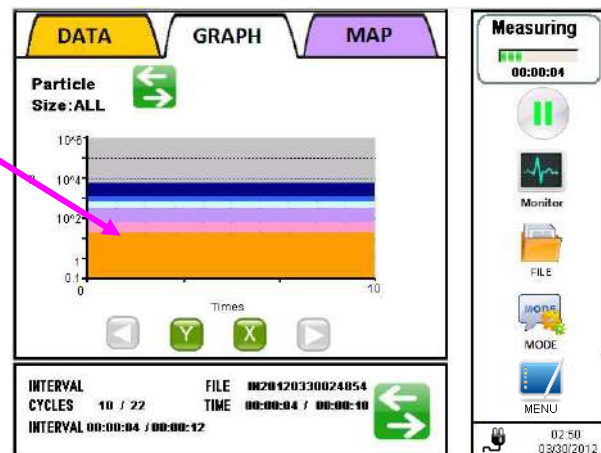 DATA GRAPH MAP
Particle
Size:ALL
10^6
10^4
10^2
1
0.1
0 10
Times
Y X
INTERVAL FILE IN20120330024854
CYCLES 10 / 22 TIME 00:00:04 / 00:00:10
INTERVAL 00:00:04 / 00:00:12
Measuring
00:00:04
Monitor
FILE
MODE
MODE
MENU
02:50
03/30/2012